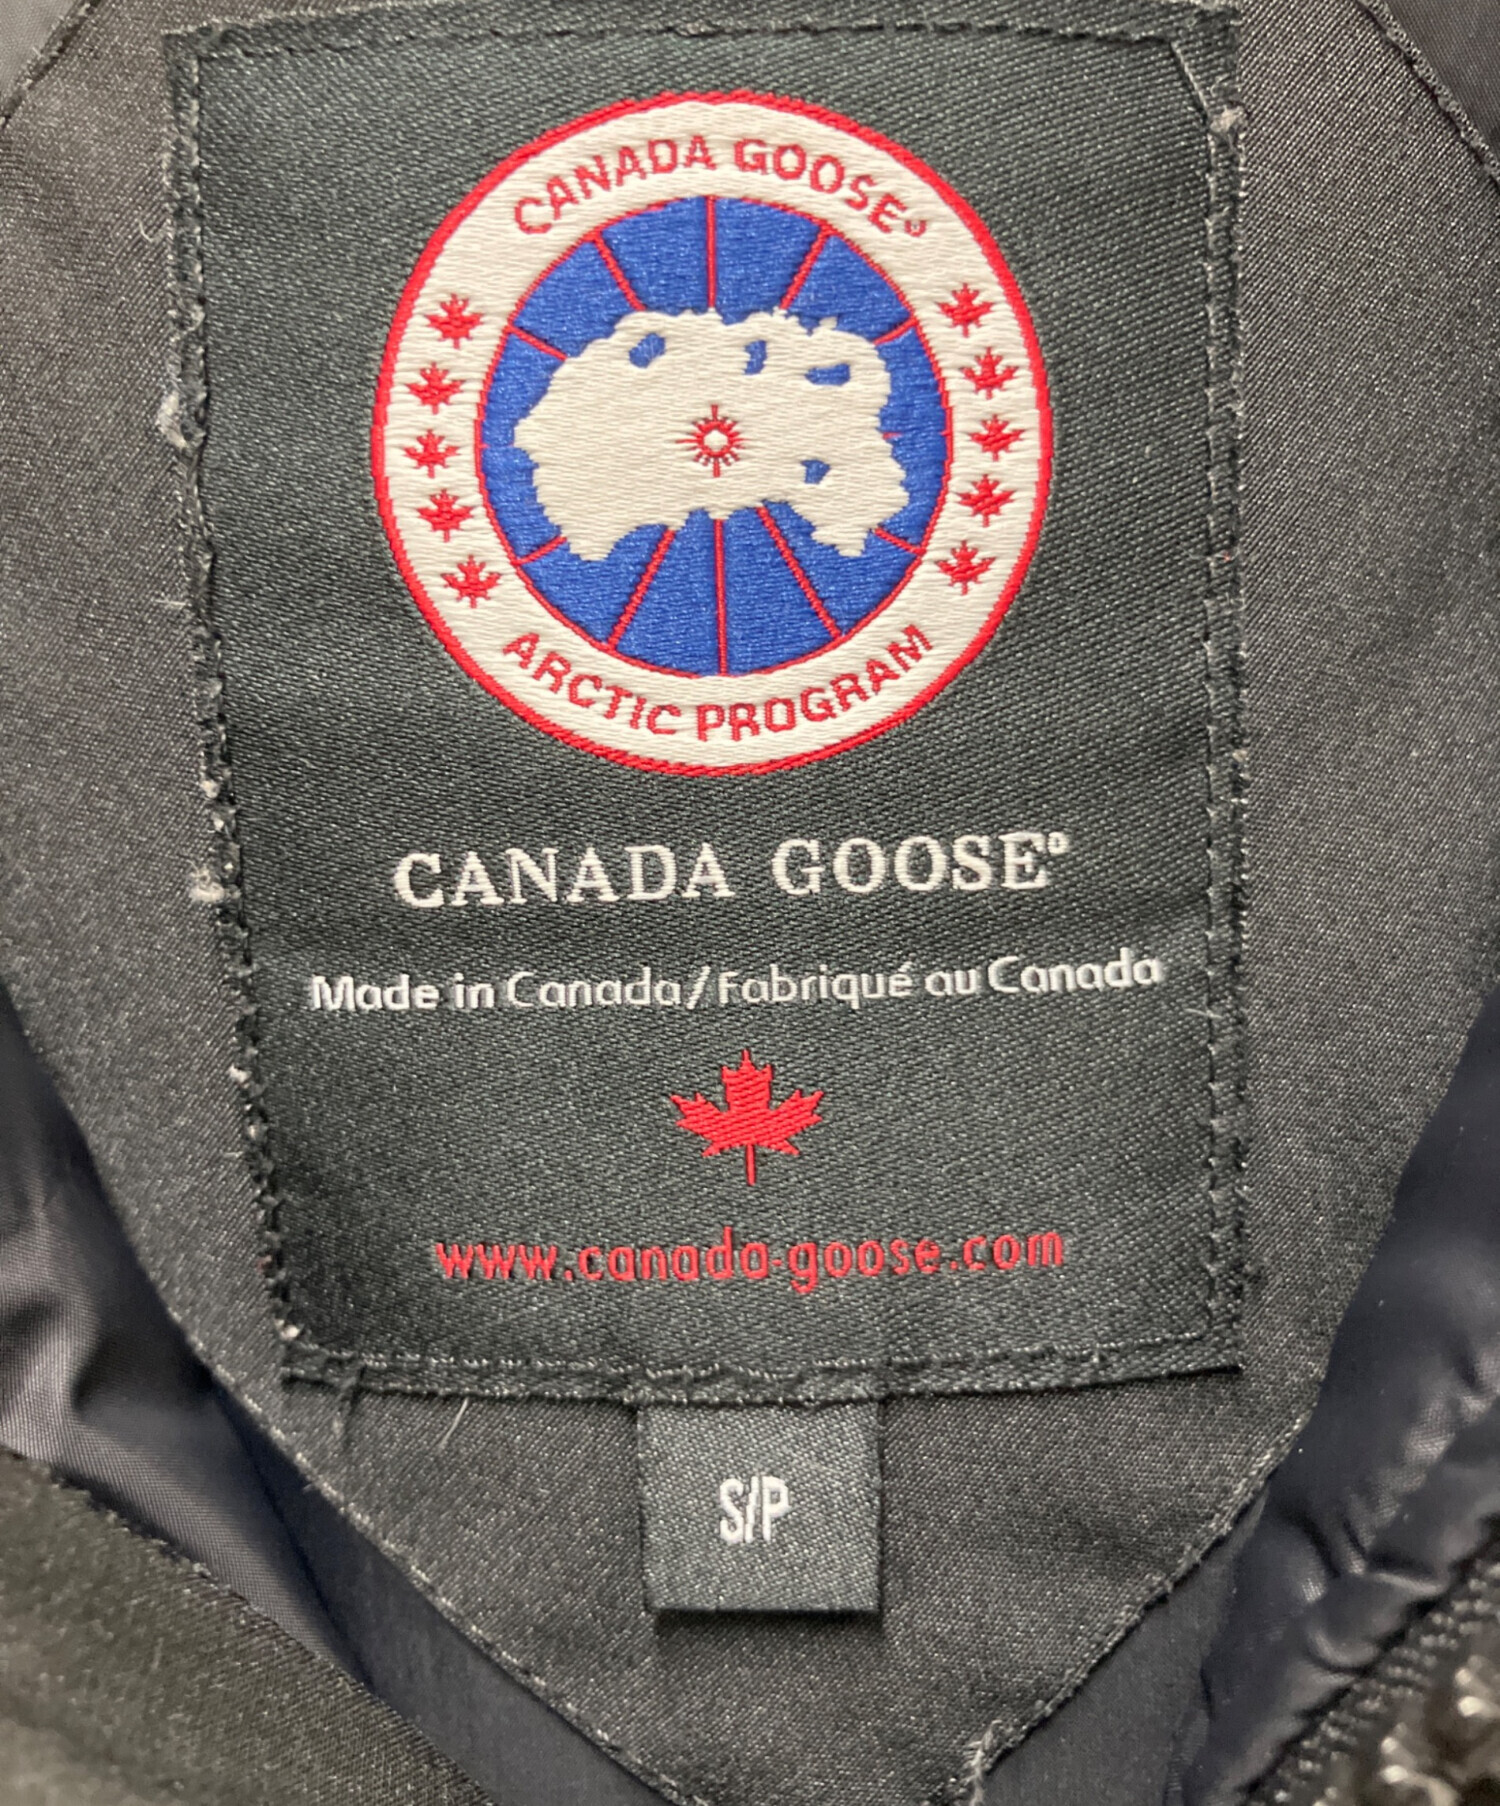 CANADA GOOSE®
ARCTIC PROGRAM
CANADA GOOSE®
Made in Canada/Fabriqué au Canada
www.canada-goose.com
S/P